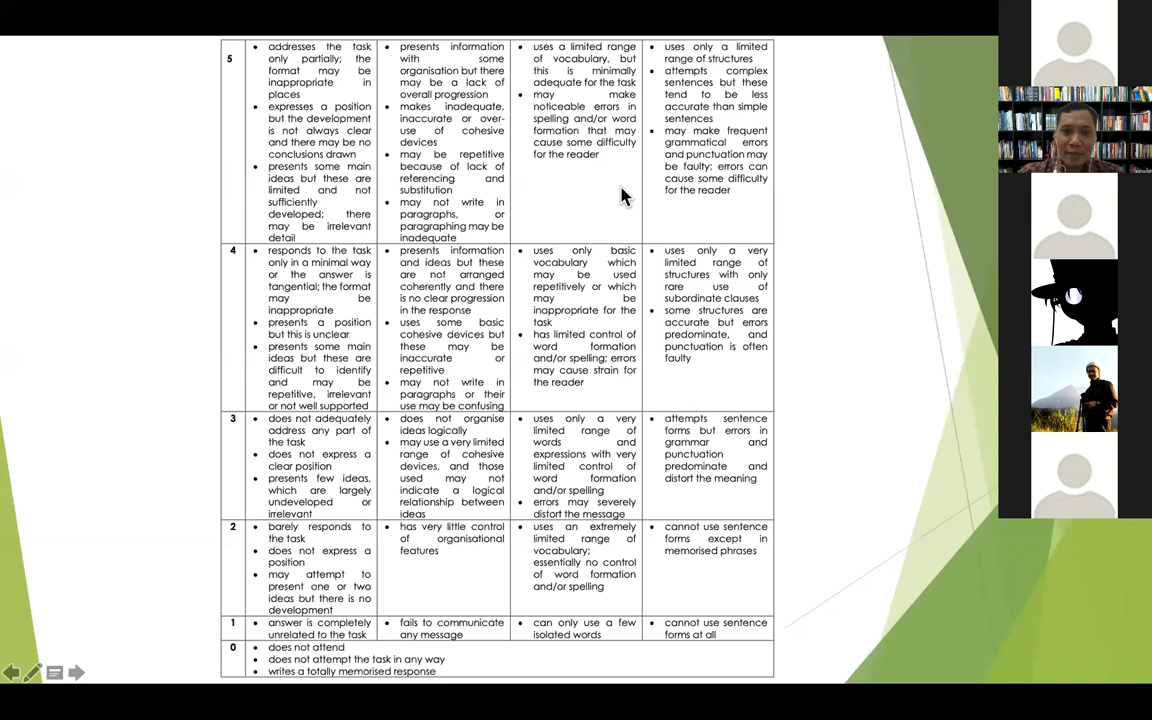 5
addresses the task
only partially; the
format may be
inappropriate in
places
expresses a position
but the development
is not always clear
and there may be no
conclusions drawn
presents some main
ideas but these are
limited and not
sufficiently
developed; there
may be irrelevant
detail
presents information
with some
organisation but there
may be a lack of
overall progression
makes inadequate,
inaccurate or over-
use of cohesive
devices
may be repetitive
because of lack of
referencing and
substitution
may not write in
paragraphs, or
paragraphing may be
inadequate
uses a limited range
of vocabulary, but
this is minimally
adequate for the task
may make
noticeable errors in
spelling and/or word
formation that may
cause some difficulty
for the reader
uses only a limited
range of structures
attempts complex
sentences but these
tend to be less
accurate than simple
sentences
may make frequent
grammatical errors
and punctuation may
be faulty; errors can
cause some difficulty
for the reader
4
responds to the task
only in a minimal way
or the answer is
tangential; the format
may be
inappropriate
presents a position
but this is unclear
presents some main
ideas but these are
difficult to identify
and may be
repetitive, irrelevant
or not well supported
presents information
and ideas but these
are not arranged
coherently and there
is no clear progression
in the response
uses some basic
cohesive devices but
these may be
inaccurate or
repetitive
may not write in
paragraphs or their
use may be confusing
uses only basic
vocabulary which
may be used
repetitively or which
may be
inappropriate for the
task
has limited control of
word formation
and/or spelling; errors
may cause strain for
the reader
uses only a very
limited range of
structures with only
rare use of
subordinate clauses
some structures are
accurate but errors
predominate, and
punctuation is often
faulty
3
does not adequately
address any part of
the task
does not express a
clear position
presents few ideas,
which are largely
undeveloped or
irrelevant
does not organise
ideas logically
may use a very limited
range of cohesive
devices, and those
used may not
indicate a logical
relationship between
ideas
uses only a very
limited range of
words and
expressions with very
limited control of
word formation
and/or spelling
errors may severely
distort the message
attempts sentence
forms but errors in
grammar and
punctuation
predominate and
distort the meaning
2
barely responds to
the task
does not express a
position
may attempt to
present one or two
ideas but there is no
development
has very little control
of organisational
features
uses an extremely
limited range of
vocabulary;
essentially no control
of word formation
and/or spelling
cannot use sentence
forms except in
memorised phrases
1
answer is completely
unrelated to the task
fails to communicate
any message
can only use a few
isolated words
cannot use sentence
forms at all
0
does not attend
does not attempt the task in any way
writes a totally memorised response